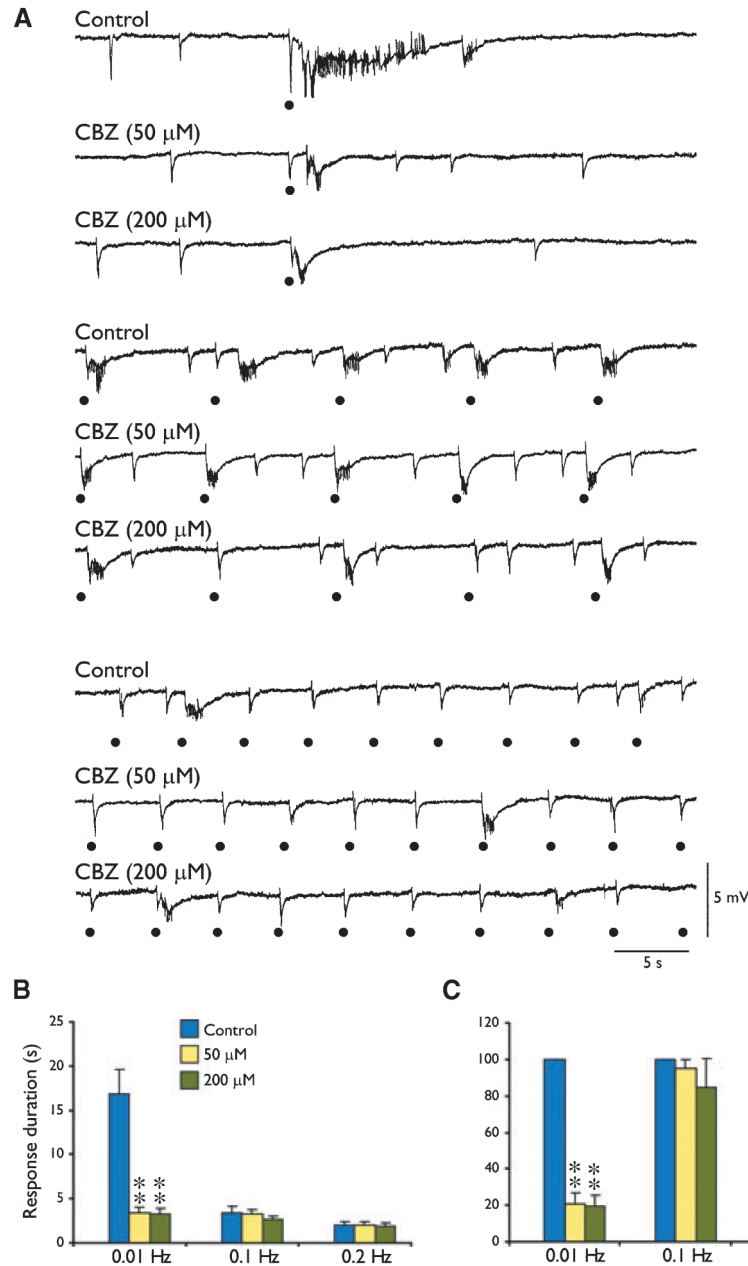 A
Control
CBZ (50 μM)
CBZ (200 μM)
Control
CBZ (50 μM)
CBZ (200 μM)
Control
CBZ (50 μM)
CBZ (200 μM)
5 mV
5 s
B
Response duration (s)
25
20
15
10
5
0
Control
50 μM
200 μM
** **
0.01 Hz
0.1 Hz
0.2 Hz
C
120
100
80
60
40
20
0
** **
0.01 Hz
0.1 Hz